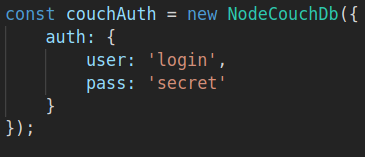 const couchAuth = new NodeCouchDb({
    auth: {
        user: 'login',
        pass: 'secret'
    }
});